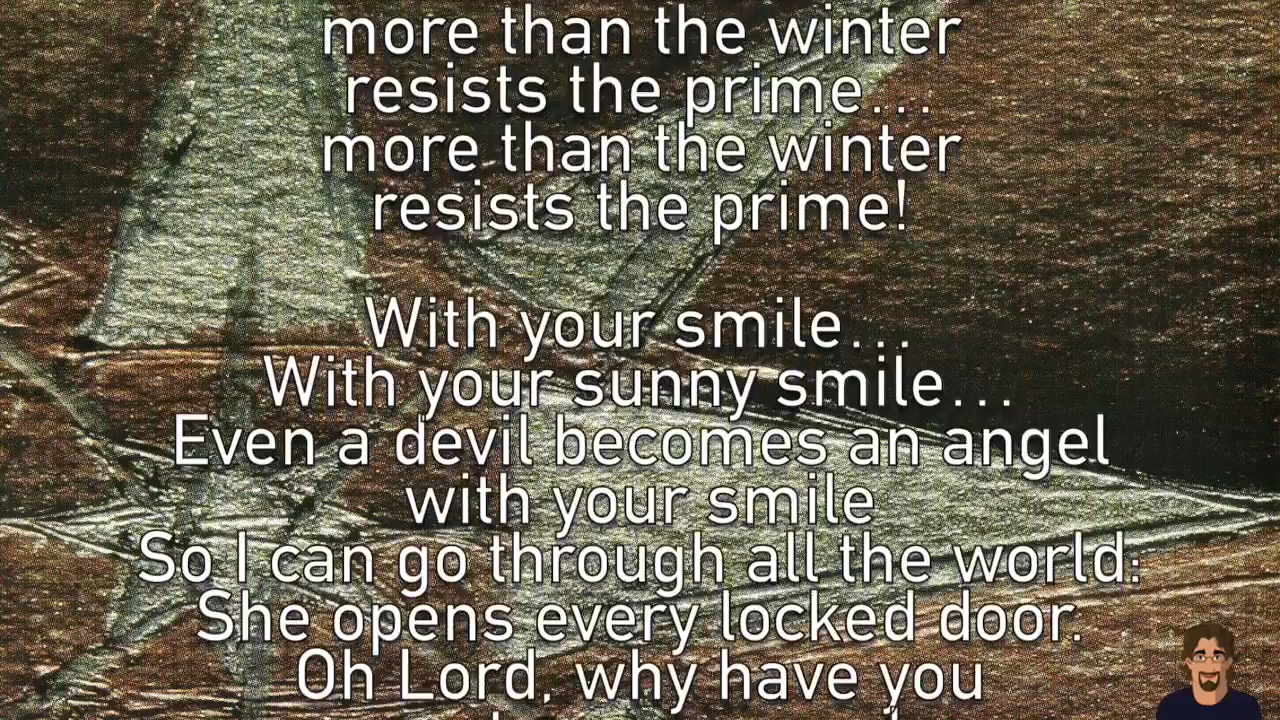 more than the winter
resists the prime...
more than the winter
resists the prime!
With your smile...
With your sunny smile...
Even a devil becomes an angel
with your smile
So I can go through all the world:
She opens every locked door.
Oh Lord, why have you